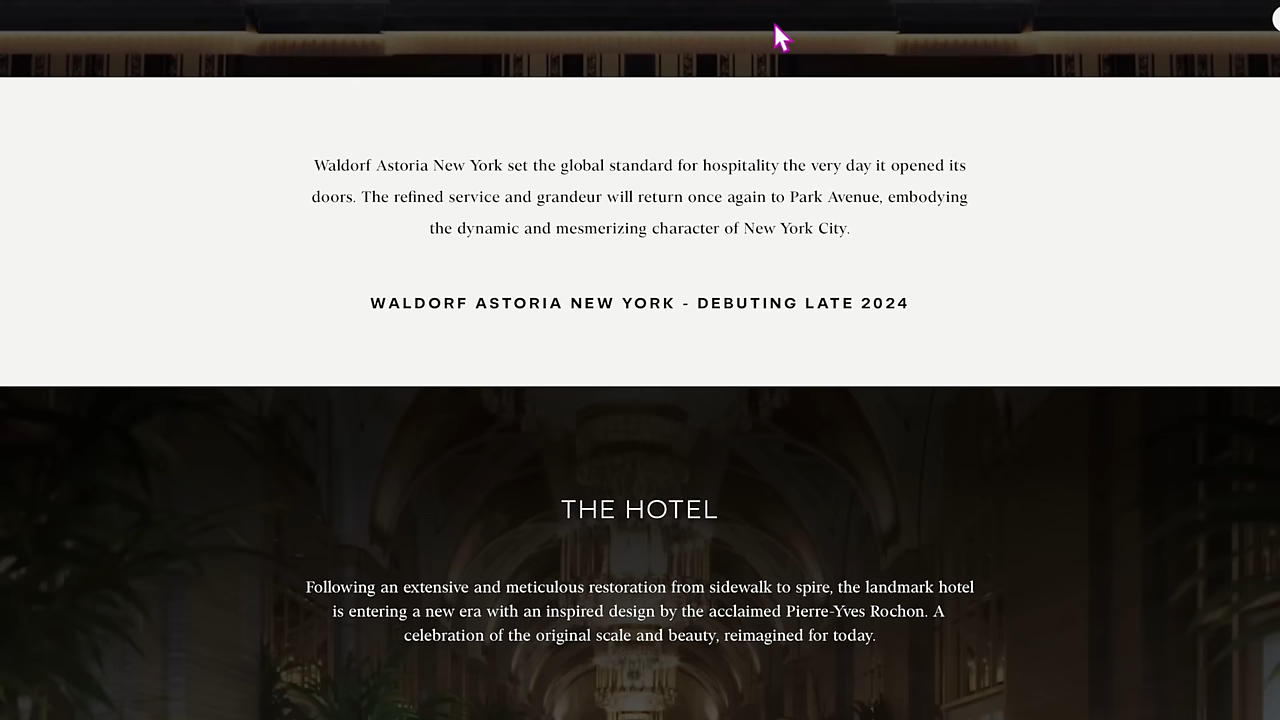 Waldorf Astoria New York set the global standard for hospitality the very day it opened its
doors. The refined service and grandeur will return once again to Park Avenue, embodying
the dynamic and mesmerizing character of New York City.
WALDORF ASTORIA NEW YORK - DEBUTING LATE 2024
THE HOTEL
Following an extensive and meticulous restoration from sidewalk to spire, the landmark hotel
is entering a new era with an inspired design by the acclaimed Pierre-Yves Rochon. A
celebration of the original scale and beauty, reimagined for today.